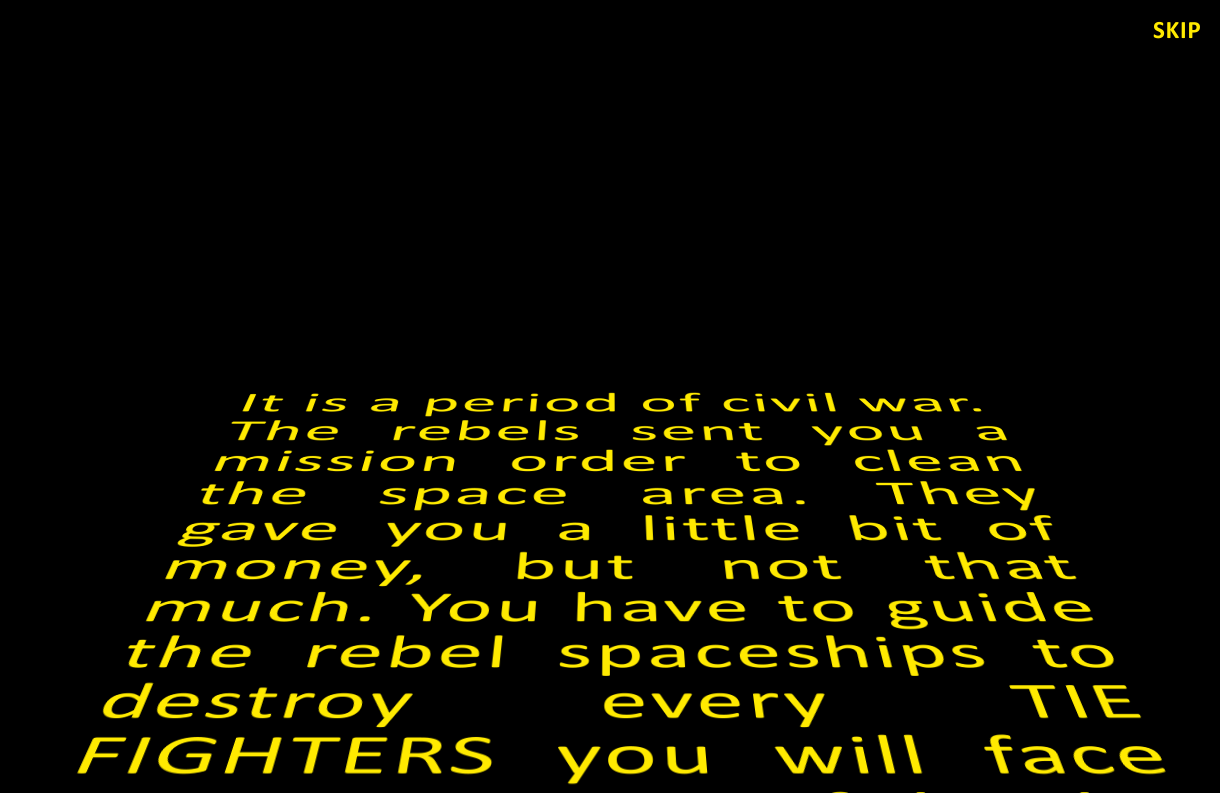 SKIP
It is a period of civil war.
The rebels sent you a
mission order to clean
the space area. They
gave you a little bit of
money, but not that
much. You have to guide
the rebel spaceships to
destroy every TIE
FIGHTERS you will face